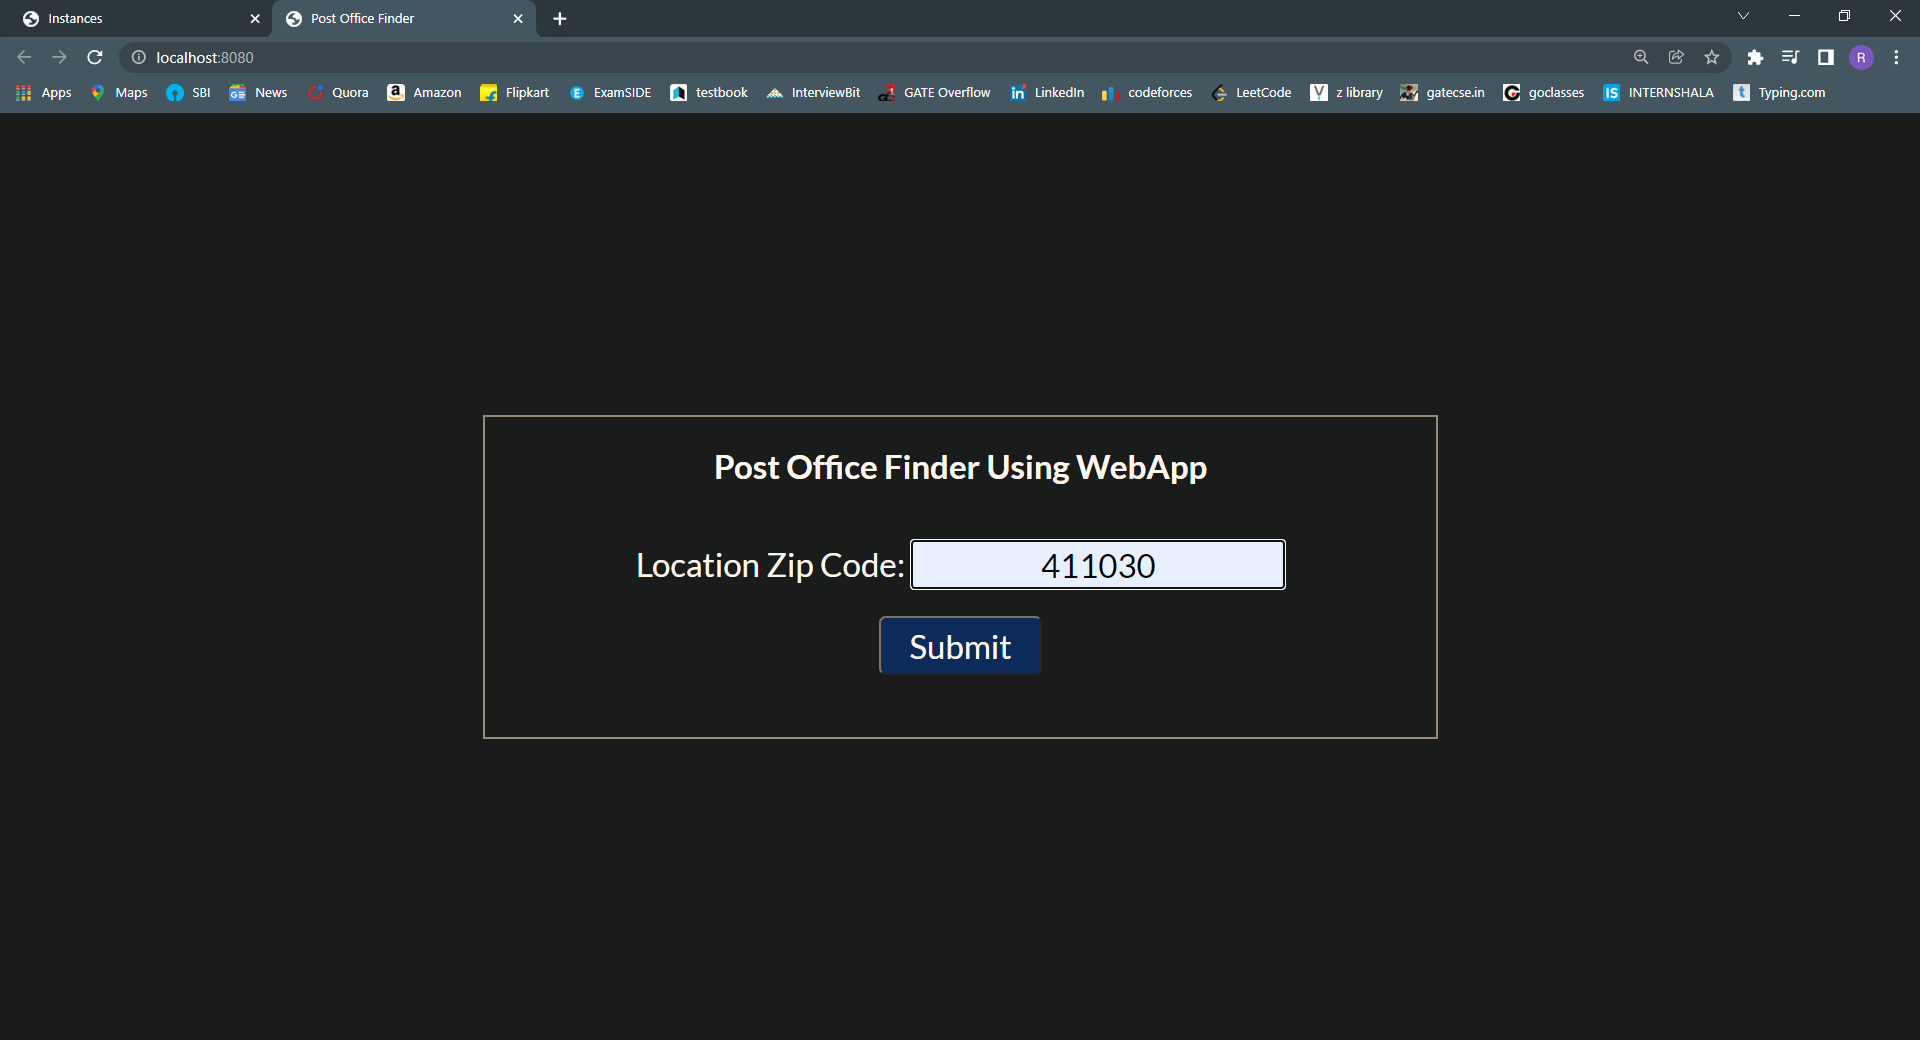 Instances
Post Office Finder
localhost:8080
R
Apps Maps SBI News Quora Amazon Flipkart ExamSIDE testbook InterviewBit GATE Overflow LinkedIn codeforces LeetCode z library gatecse.in goclasses INTERNSHALA Typing.com
Post Office Finder Using WebApp
Location Zip Code: 411030
Submit